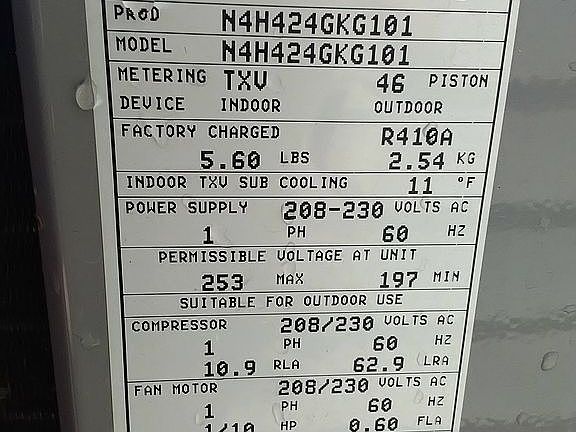 PROD N4H424GKG101
MODEL N4H424GKG101
METERING TXV 46 PISTON
DEVICE INDOOR OUTDOOR
FACTORY CHARGED R410A
5.60 LBS 2.54 KG
INDOOR TXV SUB COOLING 11 °F
POWER SUPPLY 208-230 VOLTS AC
1 PH 60 HZ
PERMISSIBLE VOLTAGE AT UNIT
253 MAX 197 MIN
SUITABLE FOR OUTDOOR USE
COMPRESSOR 208/230 VOLTS AC
1 PH 60 HZ
10.9 RLA 62.9 LRA
FAN MOTOR 208/230 VOLTS AC
1 PH 60 HZ
1/10 HP 0.60 FLA